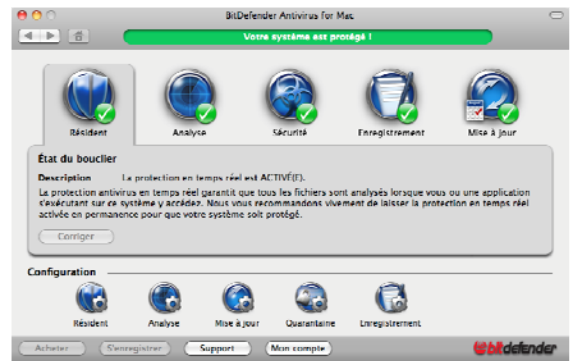 BitDefender Antivirus for Mac
Votre système est protégé !
Résident Analyse Sécurité Enregistrement Mise à jour
État du bouclier
Description La protection en temps réel est ACTIVÉ(E).
La protection antivirus en temps réel garantit que tous les fichiers sont analysés lorsque vous ou une application
s'exécutant sur ce système y accédez. Nous vous recommandons vivement de laisser la protection en temps réel
activée en permanence pour que votre système soit protégé.
Corriger
Configuration
Résident Analyse Mise à jour Quarantaine Enregistrement
Acheter S'enregistrer Support Mon compte bitdefender